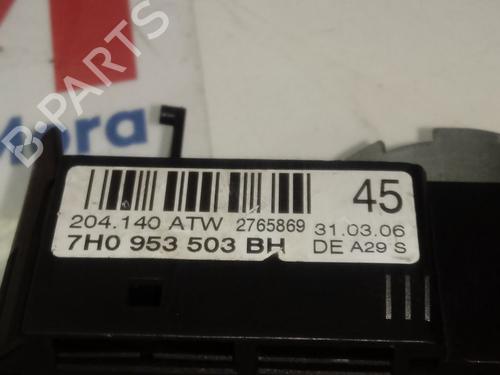 B-PARTS
45
204.140 ATW 2765869 31.03.06
7H0 953 503 BH DE A29 S